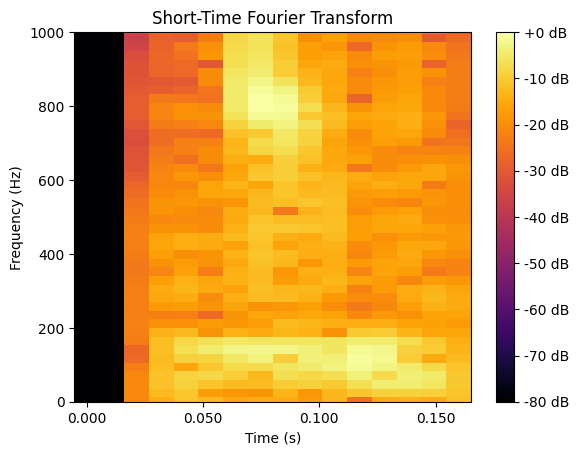 Short-Time Fourier Transform
Frequency (Hz)
1000
800
600
400
200
0
0.000
0.050
0.100
0.150
Time (s)
+0 dB
-10 dB
-20 dB
-30 dB
-40 dB
-50 dB
-60 dB
-70 dB
-80 dB